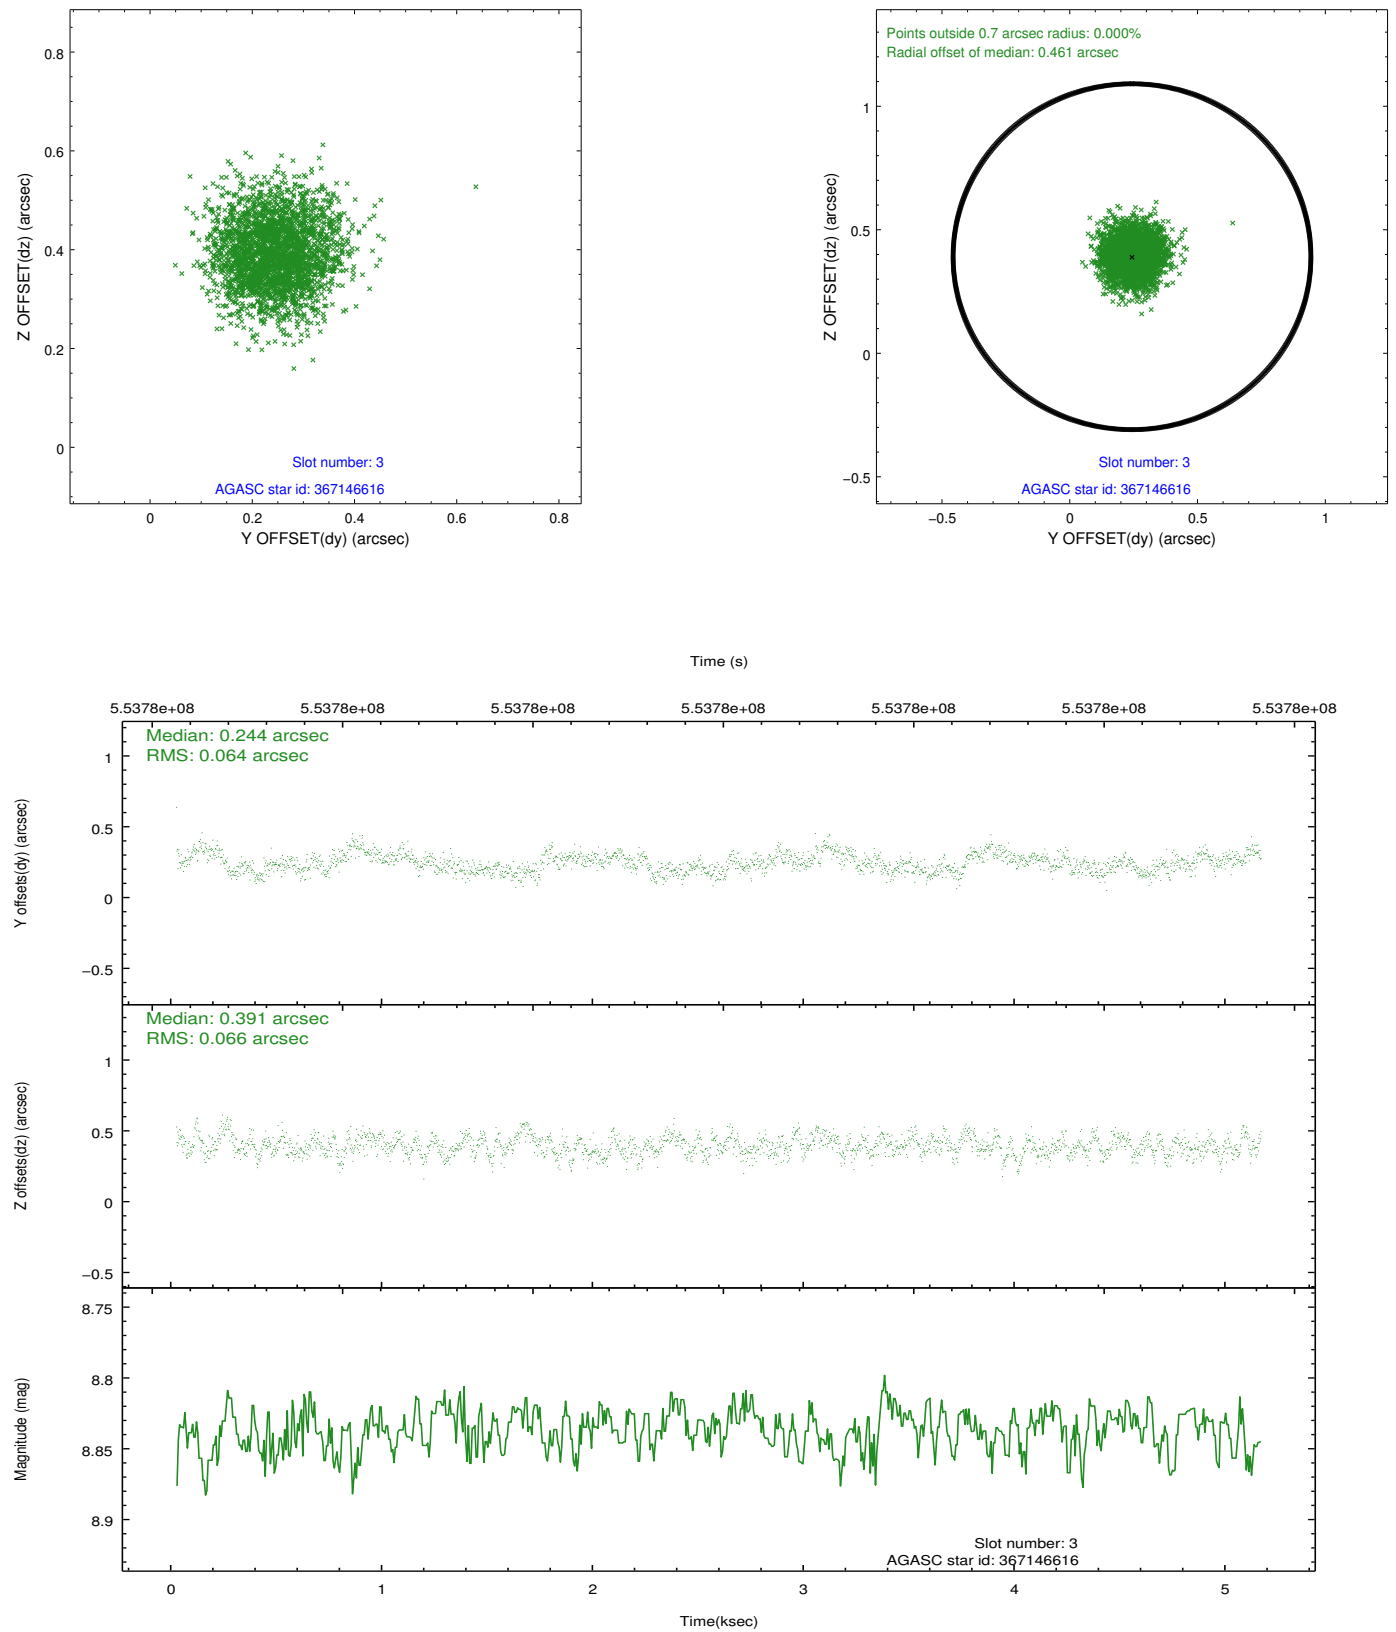 0.8
0.6
0.4
0.2
0
Z OFFSET(dz) (arcsec)
Slot number: 3
AGASC star id: 367146616
0 0.2 0.4 0.6 0.8
Y OFFSET(dy) (arcsec)
Points outside 0.7 arcsec radius: 0.000%
Radial offset of median: 0.461 arcsec
1
0.5
0
−0.5
Z OFFSET(dz) (arcsec)
Slot number: 3
AGASC star id: 367146616
−0.5 0 0.5 1
Y OFFSET(dy) (arcsec)
Time (s)
5.5378e+08 5.5378e+08 5.5378e+08 5.5378e+08 5.5378e+08 5.5378e+08 5.5378e+08
Median: 0.244 arcsec
RMS: 0.064 arcsec
1
0.5
0
−0.5
Y offsets(dy) (arcsec)
Median: 0.391 arcsec
RMS: 0.066 arcsec
1
0.5
0
−0.5
Z offsets(dz) (arcsec)
8.75
8.8
8.85
8.9
Magnitude (mag)
Slot number: 3
AGASC star id: 367146616
0 1 2 3 4 5
Time(ksec)